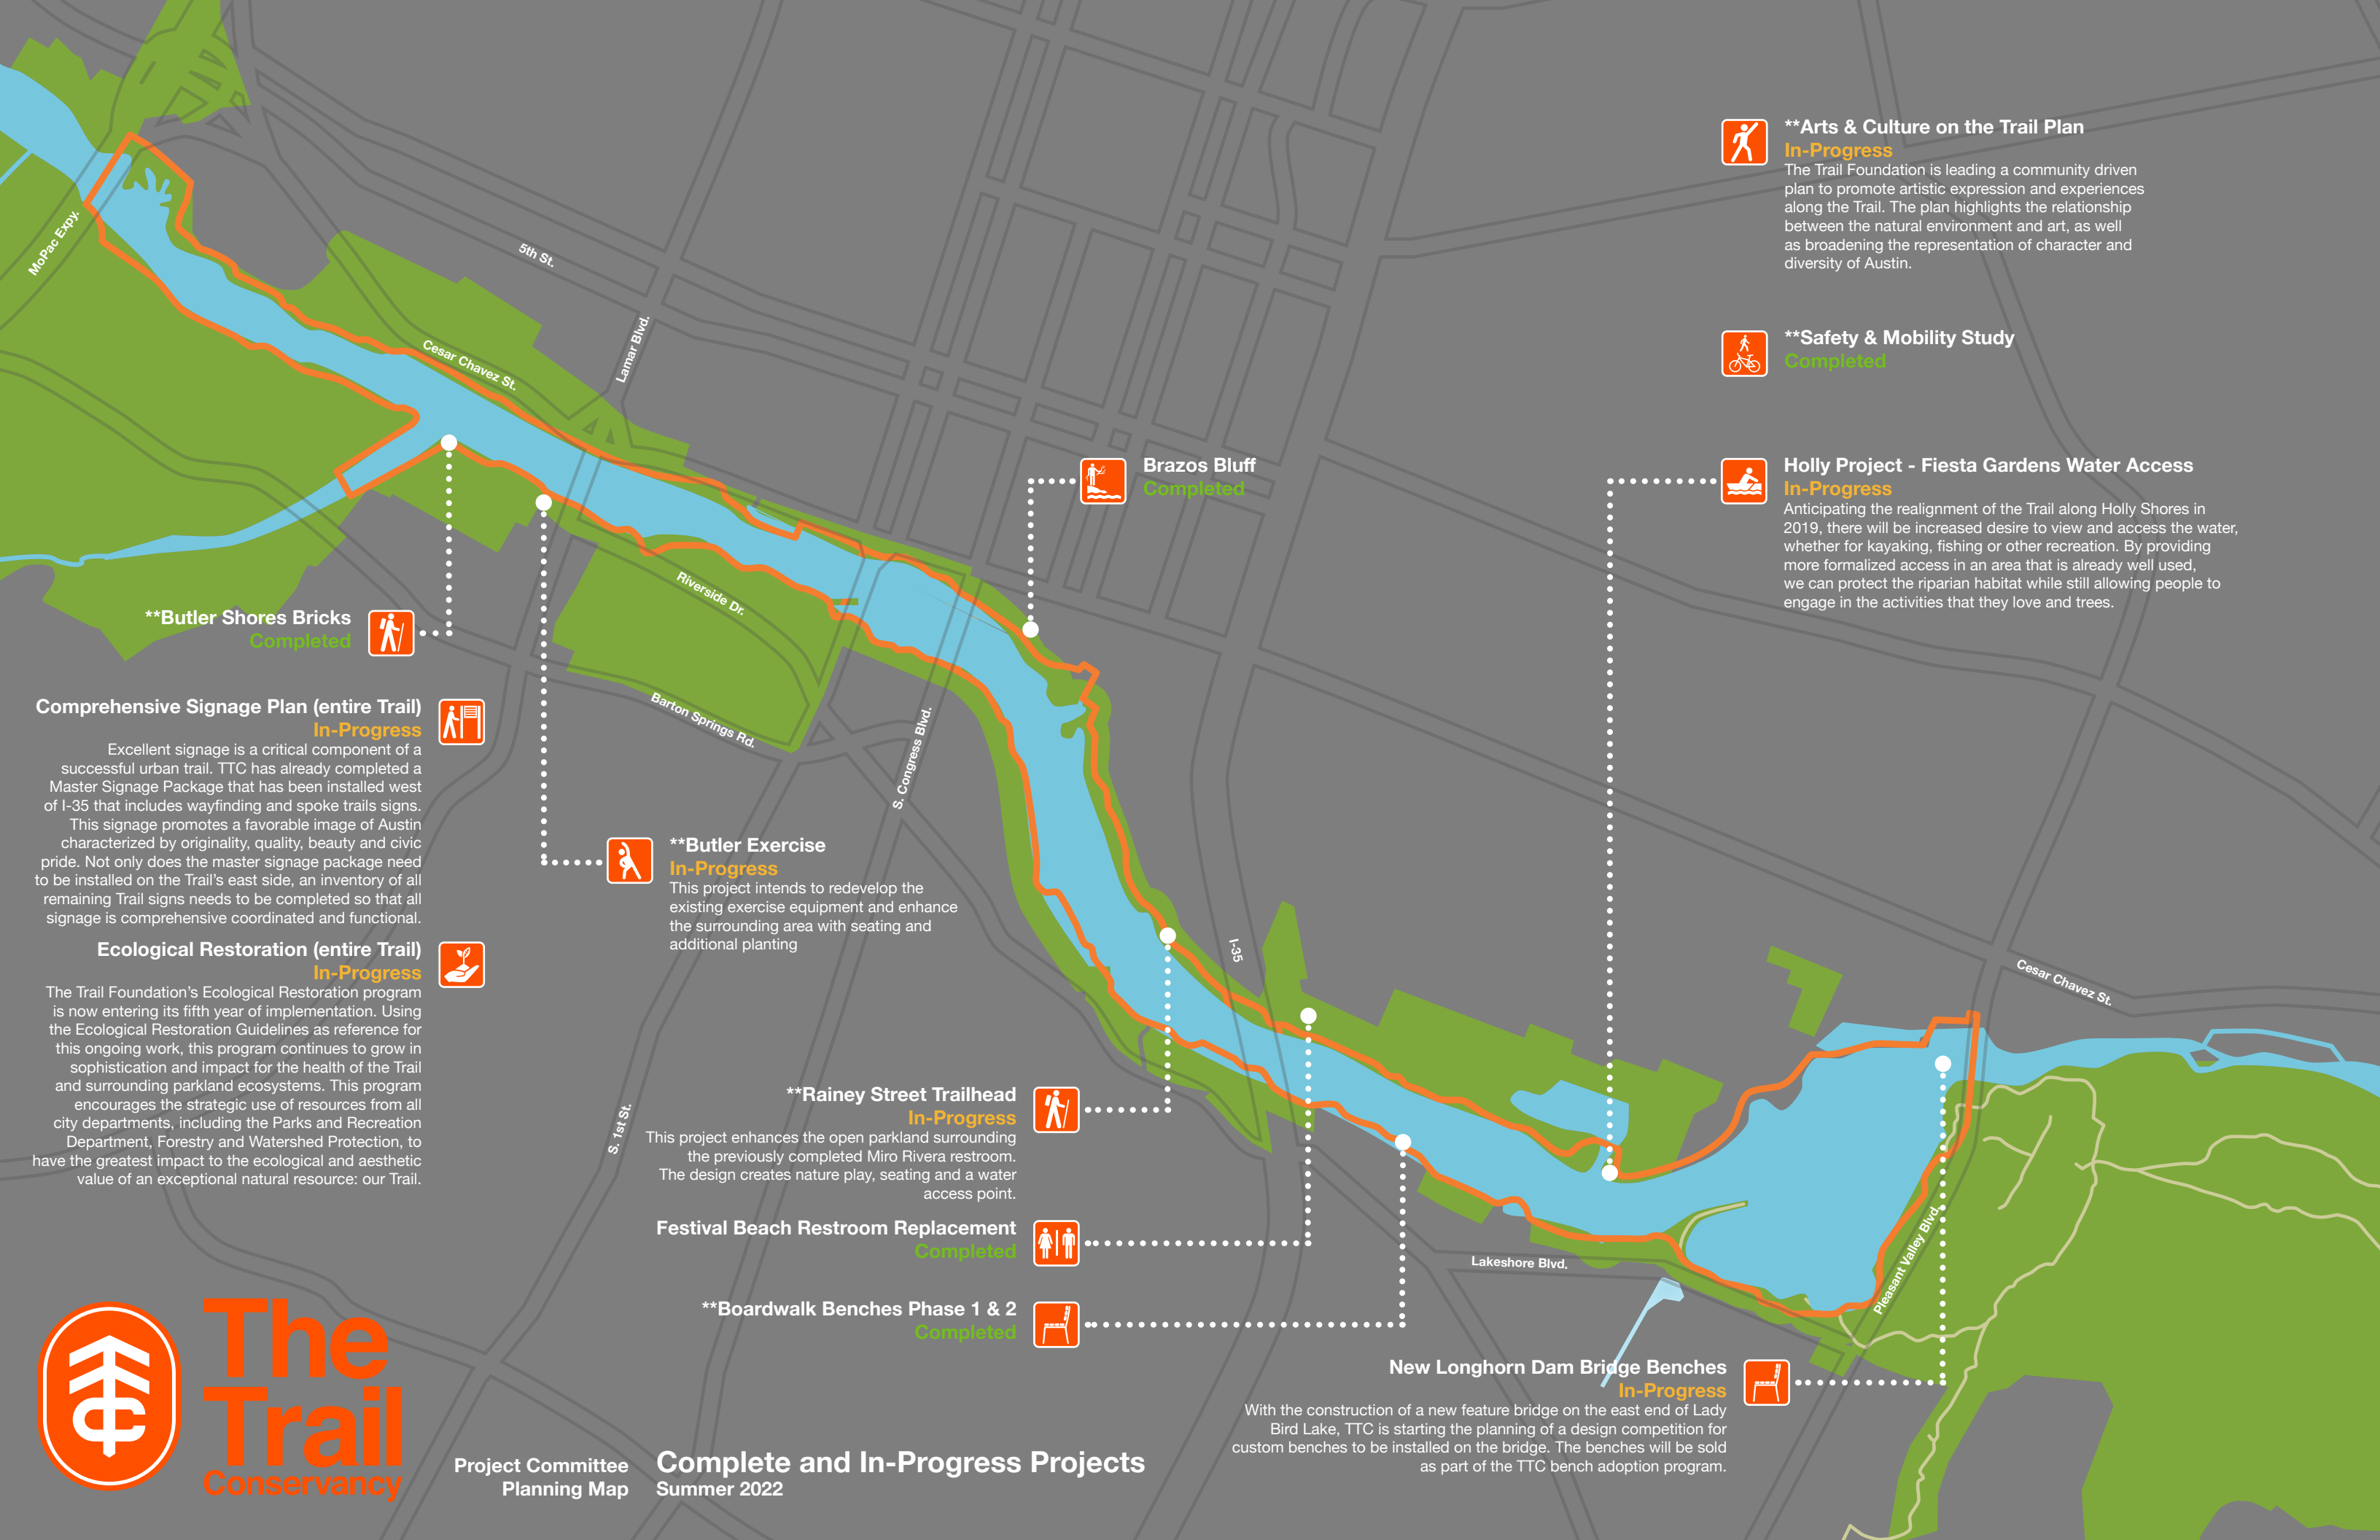 MoPac Expy.
5th St.
Lamar Blvd.
Cesar Chavez St.
Riverside Dr.
Barton Springs Rd.
S. Congress Blvd.
S. 1st St.
I-35
Lakeshore Blvd.
Pleasant Valley Blvd.
Cesar Chavez St.
**Arts & Culture on the Trail Plan
In-Progress
The Trail Foundation is leading a community driven
plan to promote artistic expression and experiences
along the Trail. The plan highlights the relationship
between the natural environment and art, as well
as broadening the representation of character and
diversity of Austin.
**Safety & Mobility Study
Completed
Holly Project - Fiesta Gardens Water Access
In-Progress
Anticipating the realignment of the Trail along Holly Shores in
2019, there will be increased desire to view and access the water,
whether for kayaking, fishing or other recreation. By providing
more formalized access in an area that is already well used,
we can protect the riparian habitat while still allowing people to
engage in the activities that they love and trees.
Brazos Bluff
Completed
**Butler Shores Bricks
Completed
Comprehensive Signage Plan (entire Trail)
In-Progress
Excellent signage is a critical component of a
successful urban trail. TTC has already completed a
Master Signage Package that has been installed west
of I-35 that includes wayfinding and spoke trails signs.
This signage promotes a favorable image of Austin
characterized by originality, quality, beauty and civic
pride. Not only does the master signage package need
to be installed on the Trail’s east side, an inventory of all
remaining Trail signs needs to be completed so that all
signage is comprehensive coordinated and functional.
Ecological Restoration (entire Trail)
In-Progress
The Trail Foundation’s Ecological Restoration program
is now entering its fifth year of implementation. Using
the Ecological Restoration Guidelines as reference for
this ongoing work, this program continues to grow in
sophistication and impact for the health of the Trail
and surrounding parkland ecosystems. This program
encourages the strategic use of resources from all
city departments, including the Parks and Recreation
Department, Forestry and Watershed Protection, to
have the greatest impact to the ecological and aesthetic
value of an exceptional natural resource: our Trail.
**Butler Exercise
In-Progress
This project intends to redevelop the
existing exercise equipment and enhance
the surrounding area with seating and
additional planting
**Rainey Street Trailhead
In-Progress
This project enhances the open parkland surrounding
the previously completed Miro Rivera restroom.
The design creates nature play, seating and a water
access point.
Festival Beach Restroom Replacement
Completed
**Boardwalk Benches Phase 1 & 2
Completed
New Longhorn Dam Bridge Benches
In-Progress
With the construction of a new feature bridge on the east end of Lady
Bird Lake, TTC is starting the planning of a design competition for
custom benches to be installed on the bridge. The benches will be sold
as part of the TTC bench adoption program.
The
Trail
Conservancy
Project Committee
Planning Map
Complete and In-Progress Projects
Summer 2022